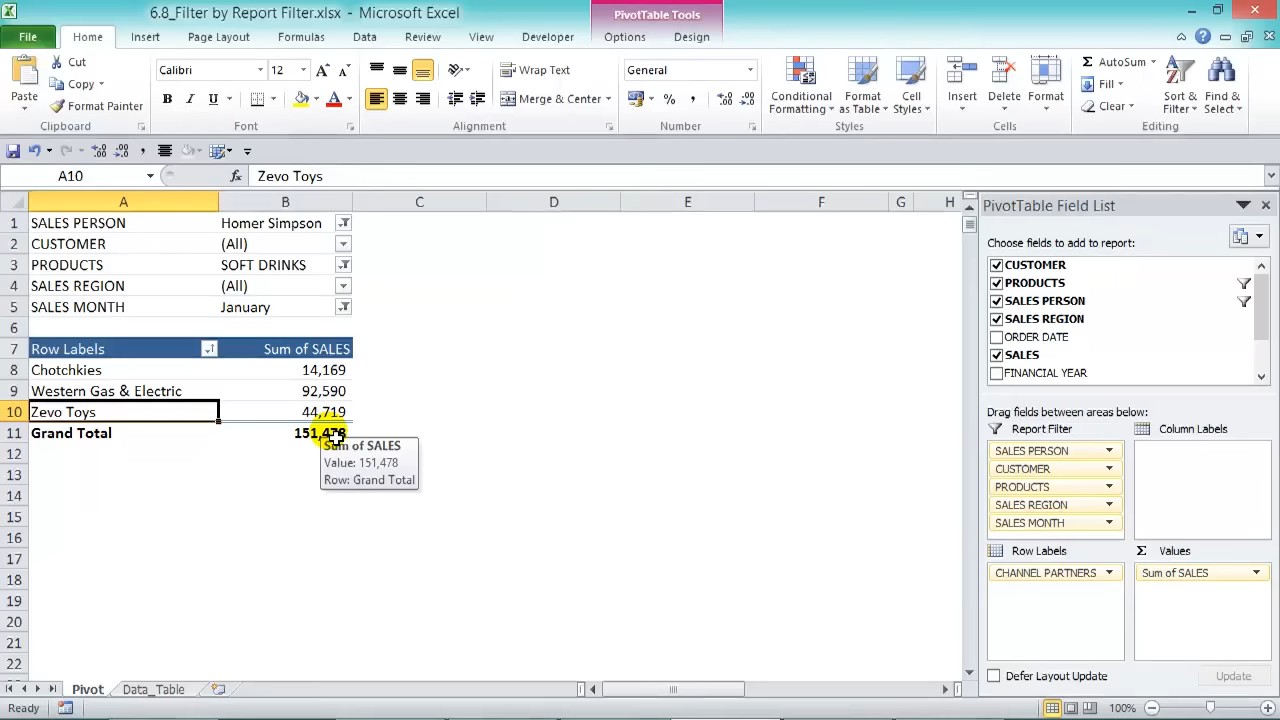 6.8_Filter by Report Filter.xlsx - Microsoft Excel
PivotTable Tools
File Home Insert Page Layout Formulas Data Review View Developer Options Design
Paste
Cut
Copy
Format Painter
Clipboard
Calibri 12
B I U
Font
Wrap Text
Merge & Center
Alignment
General
Number
Conditional Formatting
Format as Table
Cell Styles
Styles
Insert Delete Format
Cells
AutoSum
Fill
Clear
Sort & Filter
Find & Select
Editing
A10 fx Zevo Toys
A B C D E F G H
1 SALES PERSON Homer Simpson
2 CUSTOMER (All)
3 PRODUCTS SOFT DRINKS
4 SALES REGION (All)
5 SALES MONTH January
6
7 Row Labels Sum of SALES
8 Chotchkies 14,169
9 Western Gas & Electric 92,590
10 Zevo Toys 44,719
11 Grand Total 151,478
12
13
14
15
16
17
18
19
20
21
22
Sum of SALES
Value: 151,478
Row: Grand Total
PivotTable Field List
Choose fields to add to report:
CUSTOMER
PRODUCTS
SALES PERSON
SALES REGION
ORDER DATE
SALES
FINANCIAL YEAR
Drag fields between areas below:
Report Filter
SALES PERSON
CUSTOMER
PRODUCTS
SALES REGION
SALES MONTH
Column Labels
Row Labels
CHANNEL PARTNERS
Σ Values
Sum of SALES
Defer Layout Update Update
Pivot Data_Table
Ready 100%